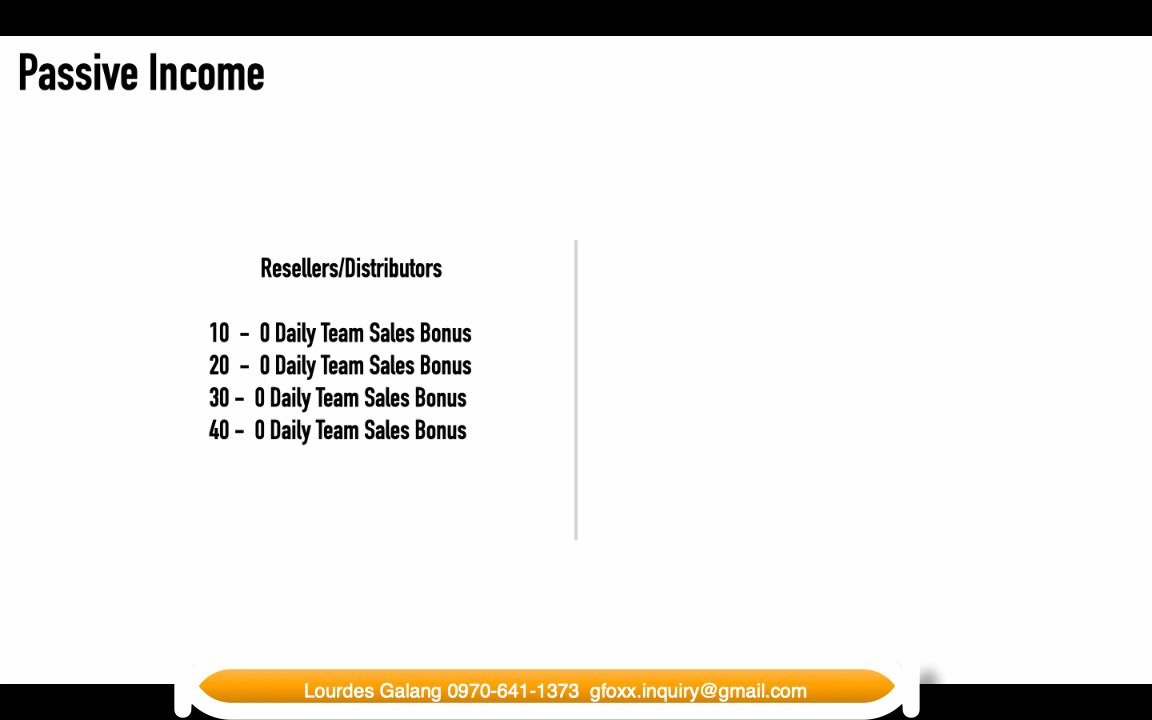 Passive Income
Resellers/Distributors
10 - 0 Daily Team Sales Bonus
20 - 0 Daily Team Sales Bonus
30 - 0 Daily Team Sales Bonus
40 - 0 Daily Team Sales Bonus
Lourdes Galang 0970-641-1373 gfoxx.inquiry@gmail.com